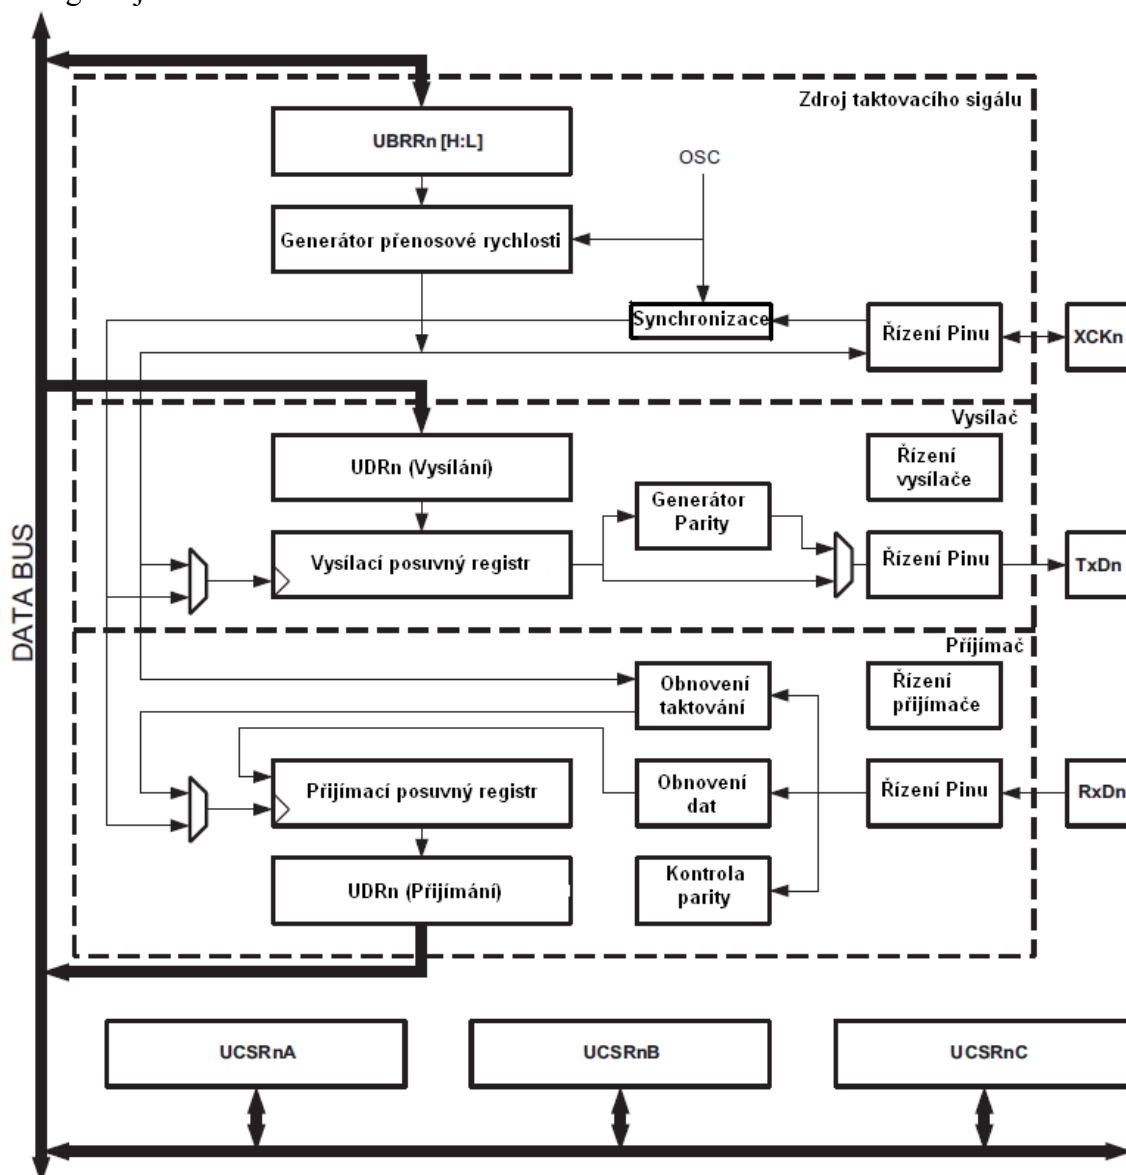 Zdroj taktovacího sigálu
UBRRn [H:L]
OSC
Generátor přenosové rychlosti
Synchronizace
Řízení Pinu
XCKn
Vysílač
UDRn (Vysílání)
Řízení
vysílače
Generátor
Parity
Vysílací posuvný registr
Řízení Pinu
TxDn
DATA BUS
Příjímač
Obnovení
taktování
Řízení
přijímače
Přijímací posuvný registr
Obnovení
dat
Řízení Pinu
RxDn
UDRn (Přijímání)
Kontrola
parity
UCSRnA
UCSRnB
UCSRnC